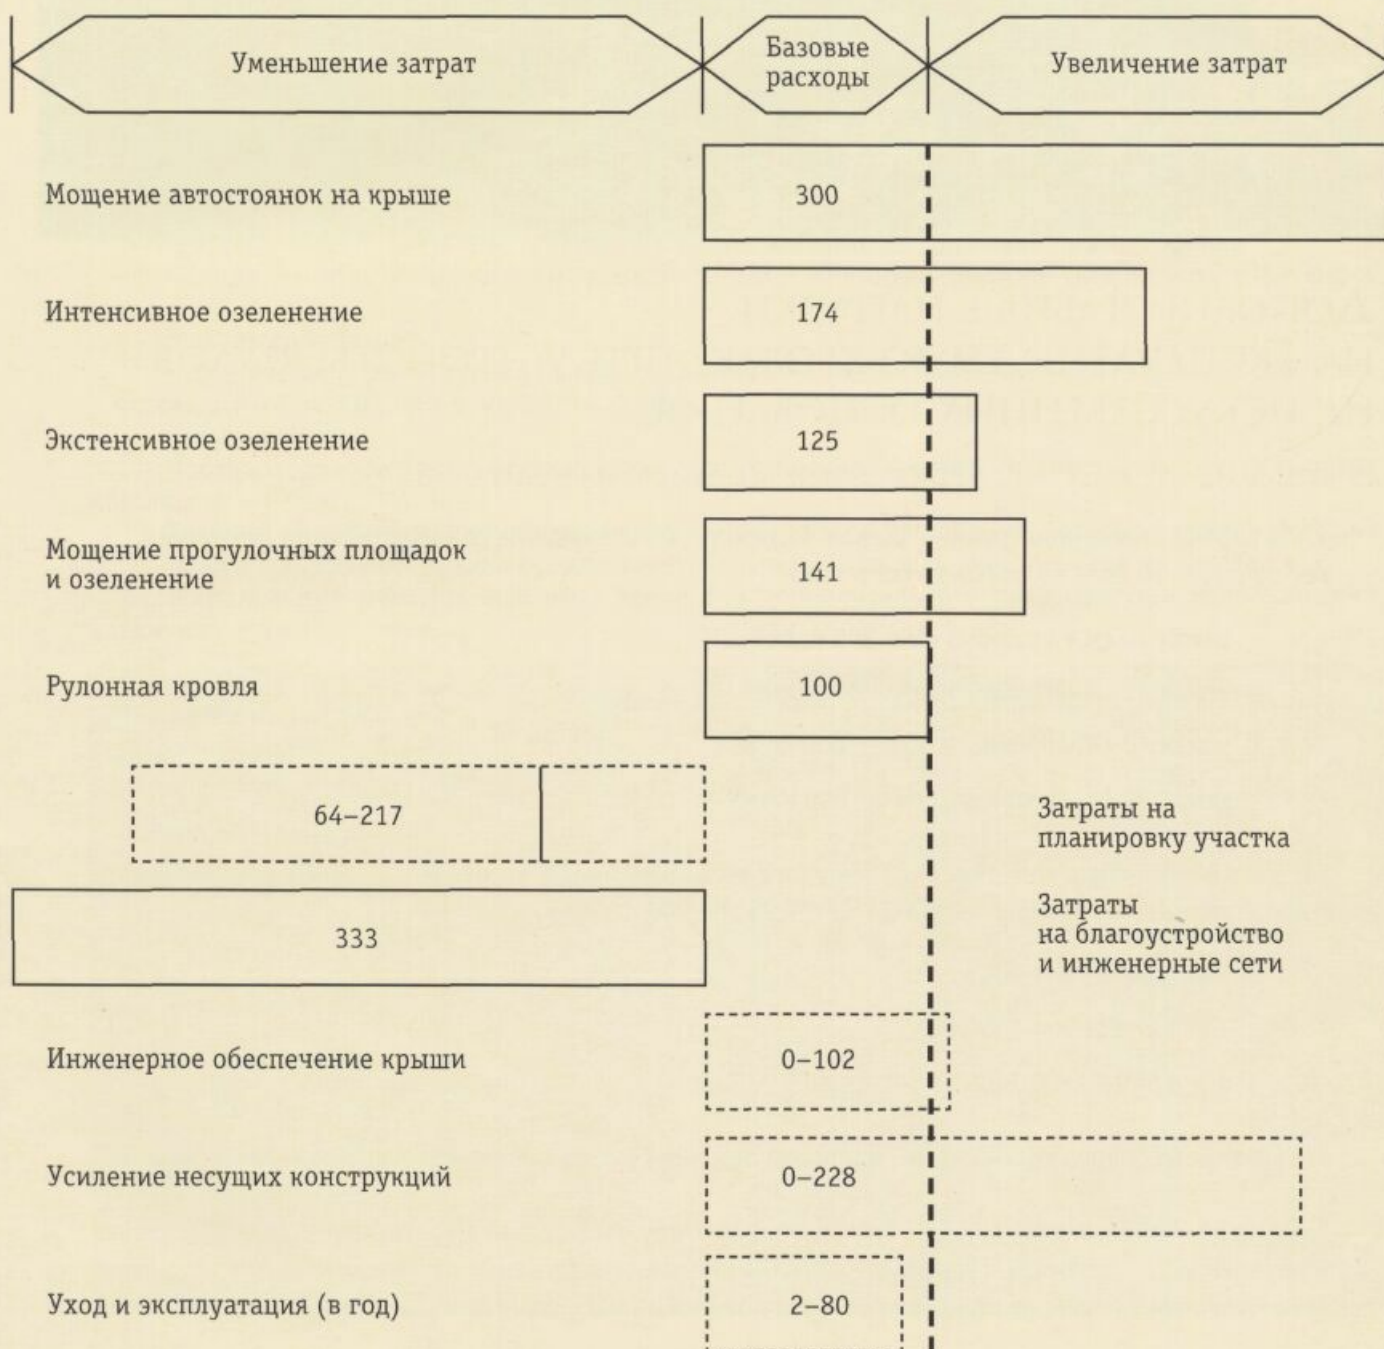 Уменьшение затрат
Базовые
расходы
Увеличение затрат
Мощение автостоянок на крыше
300
Интенсивное озеленение
174
Экстенсивное озеленение
125
Мощение прогулочных площадок
и озеленение
141
Рулонная кровля
100
64–217
Затраты на
планировку участка
333
Затраты
на благоустройство
и инженерные сети
Инженерное обеспечение крыши
0–102
Усиление несущих конструкций
0–228
Уход и эксплуатация (в год)
2–80